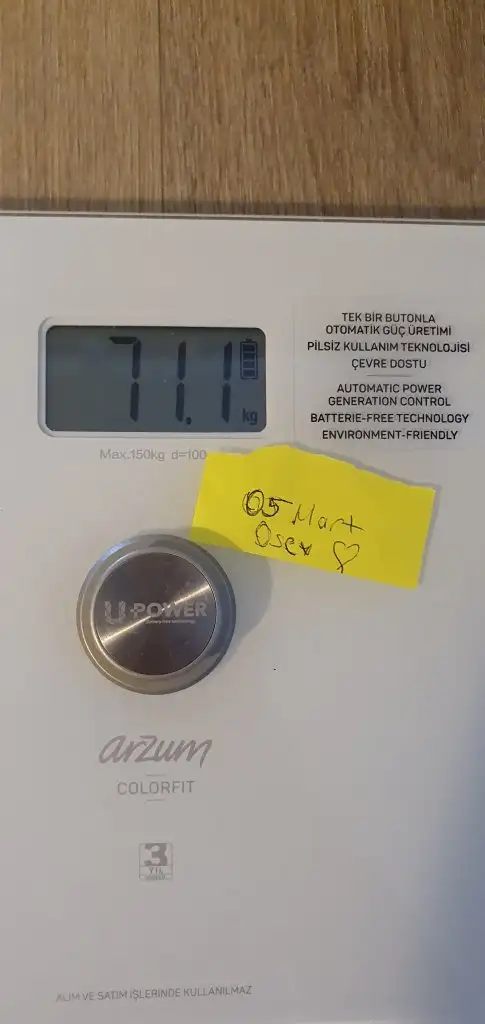 71.1
kg
Max.150kg d=100
TEK BİR BUTONLA
OTOMATİK GÜÇ ÜRETİMİ
PİLSİZ KULLANIM TEKNOLOJİSİ
ÇEVRE DOSTU
AUTOMATIC POWER
GENERATION CONTROL
BATTERIE-FREE TECHNOLOGY
ENVIRONMENT-FRIENDLY
05 Mart
U POWER
arzum
COLORFIT
3
YIL
ALIM VE SATIM İŞLERİNDE KULLANILMAZ